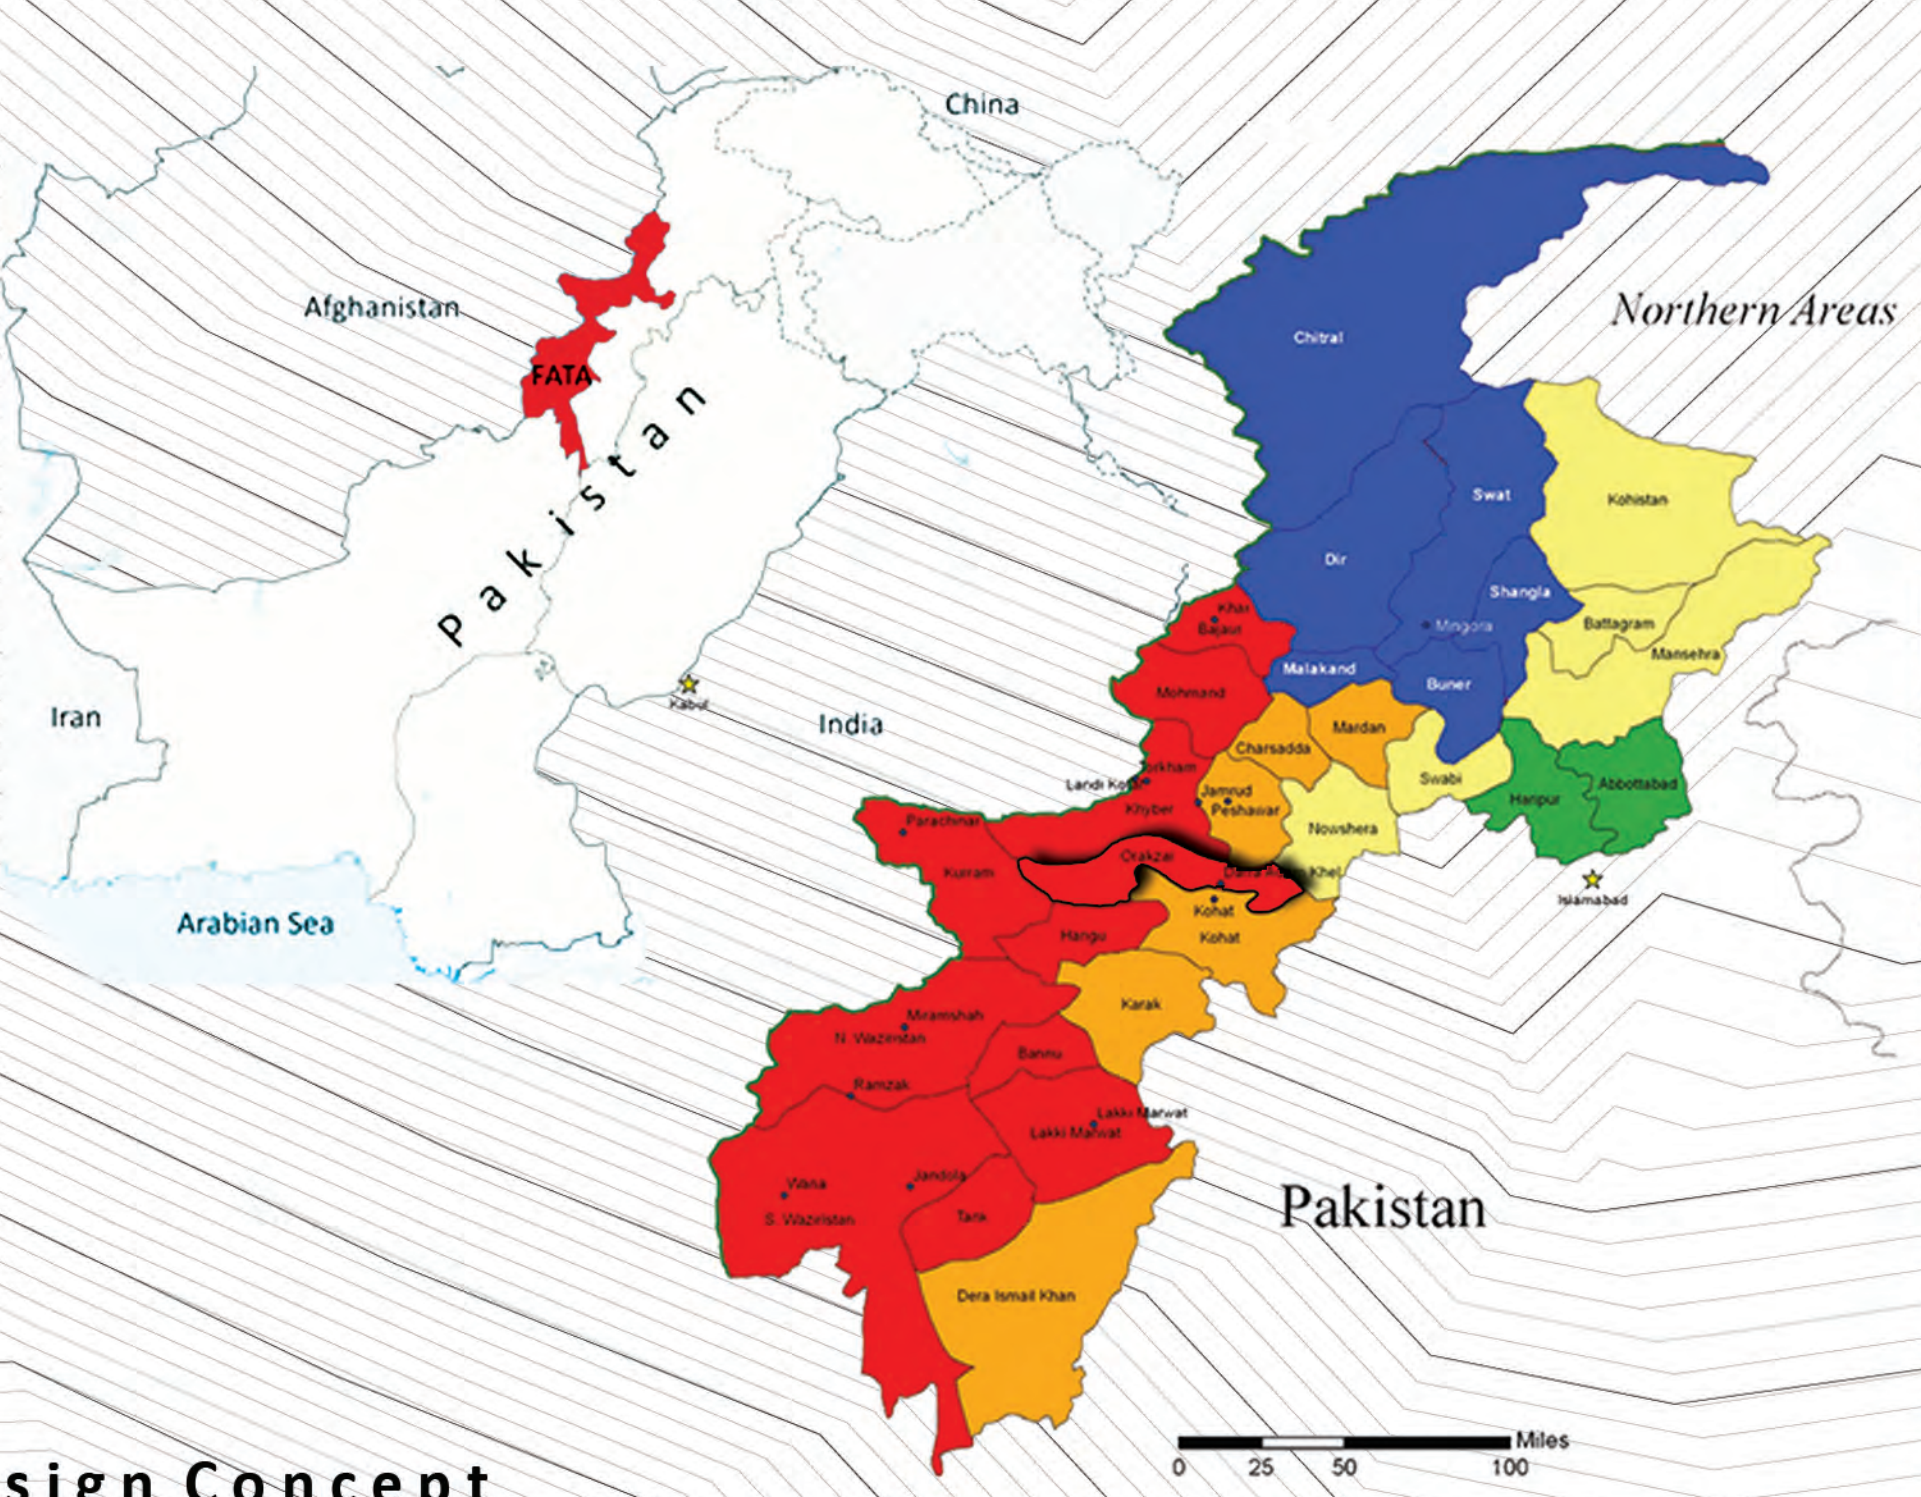 China
Afghanistan
FATA
Pakistan
Iran
Kabul
India
Arabian Sea
Northern Areas
Chitral
Swat
Kohistan
Dir
Shangla
Khar
Bajaur
Mingora
Battagram
Malakand
Mansehra
Mohmand
Buner
Charsadda
Mardan
Torkham
Landi Kotal
Swabi
Haripur
Abbottabad
Jamrud
Khyber
Peshawar
Parachinar
Nowshera
Orakzai
Kurram
Khel
Islamabad
Kohat
Kohat
Hangu
Karak
Miramshah
N. Waziristan
Bannu
Ramzak
Lakki Marwat
Lakki Marwat
Wana
Jandola
S. Waziristan
Tank
Pakistan
Dera Ismail Khan
Miles
0 25 50 100
sign Concept